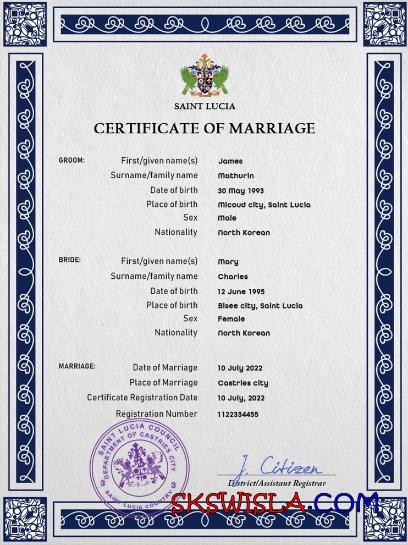 SAINT LUCIA
CERTIFICATE OF MARRIAGE
GROOM: First/given name(s) James
Surname/family name Mathurin
Date of birth 30 May 1993
Place of birth Micoud city, Saint Lucia
Sex Male
Nationality North Korean
BRIDE: First/given name(s) Mary
Surname/family name Charles
Date of birth 12 June 1995
Place of birth Bisee city, Saint Lucia
Sex Female
Nationality North Korean
MARRIAGE: Date of Marriage 10 July 2022
Place of Marriage Castries city
Certificate Registration Date 10 July, 2022
Registration Number 1122334455
SAINT LUCIA COUNCIL
DEPARTMENT OF CASTRIES CITY
SAINT LUCIA COUNTRY
J. Citizen
District/Assistant Registrar
SKSWISLA.COM